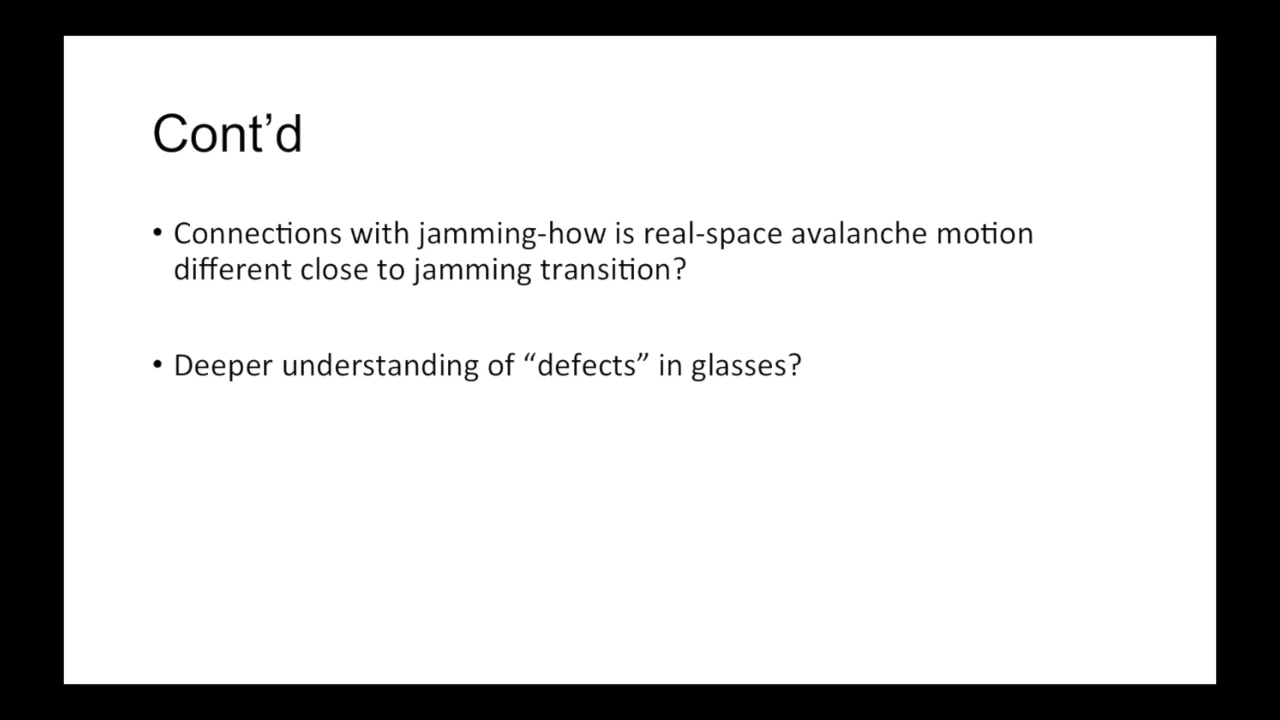 Cont’d
• Connections with jamming-how is real-space avalanche motion
different close to jamming transition?
• Deeper understanding of “defects” in glasses?